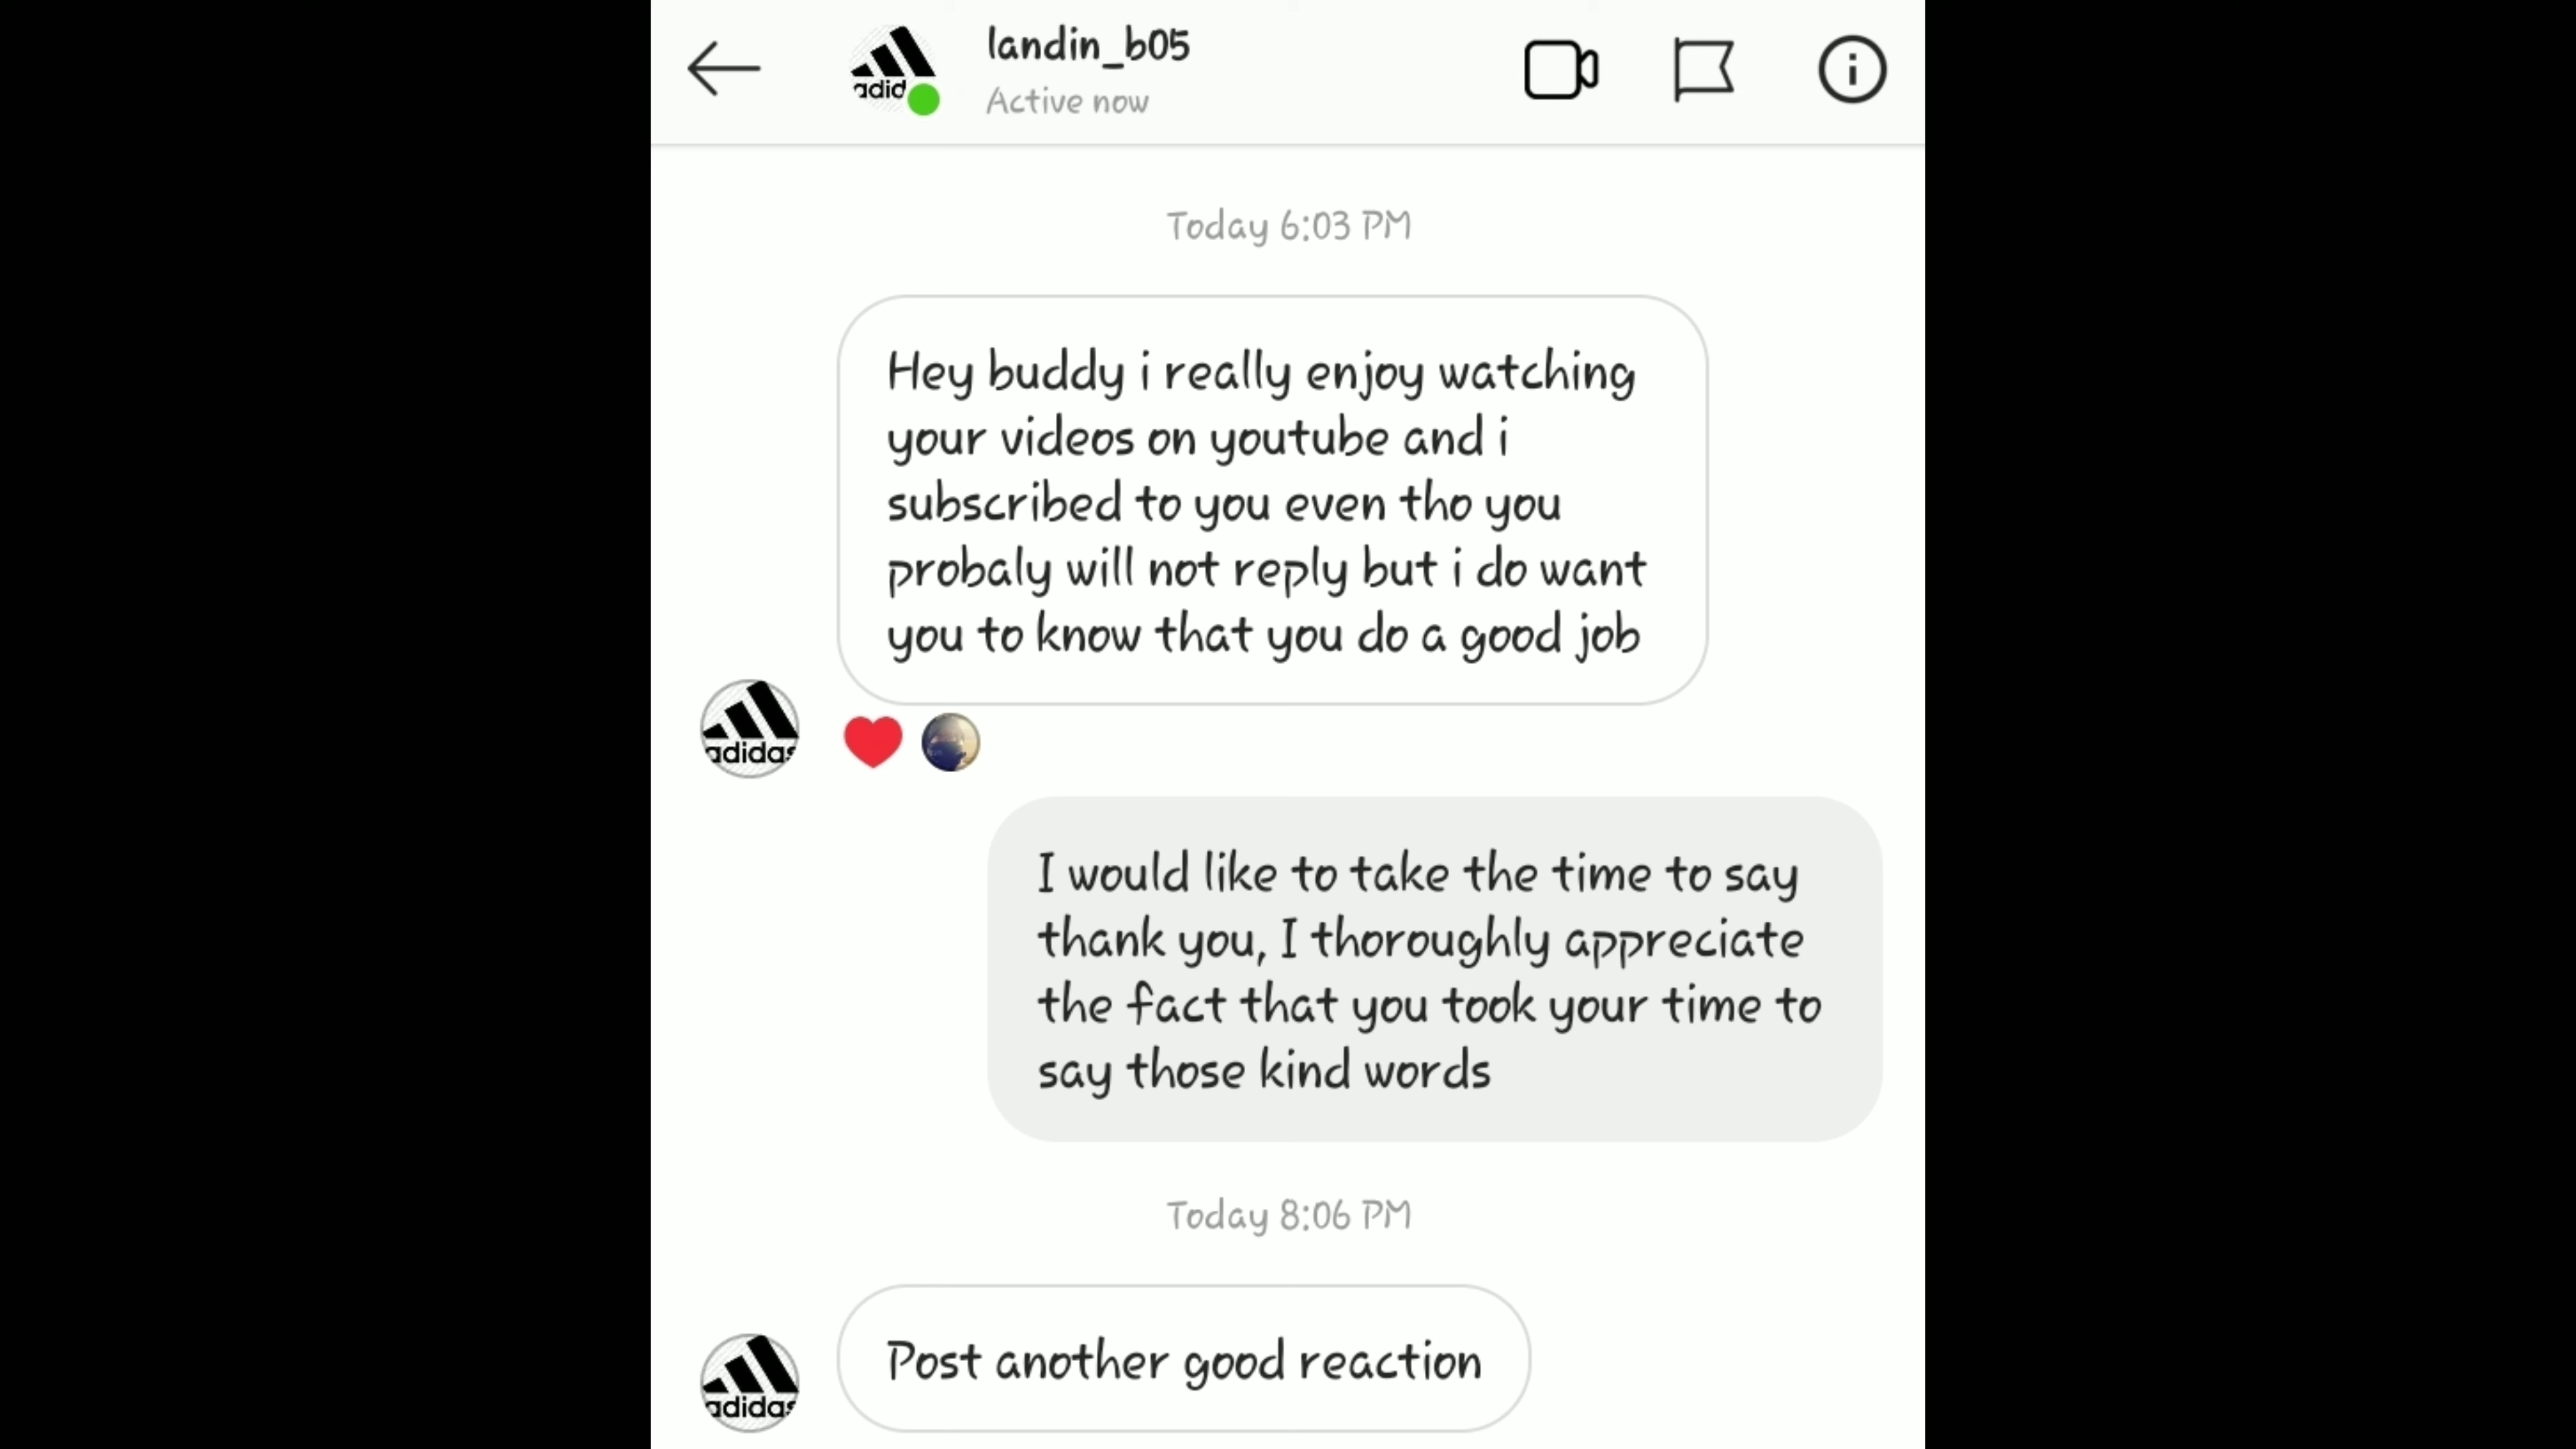 landin_b05
adid
Active now
Today 6:03 PM
Hey buddy i really enjoy watching
your videos on youtube and i
subscribed to you even tho you
probaly will not reply but i do want
you to know that you do a good job
adidas
I would like to take the time to say
thank you, I thoroughly appreciate
the fact that you took your time to
say those kind words
Today 8:06 PM
Post another good reaction
adidas